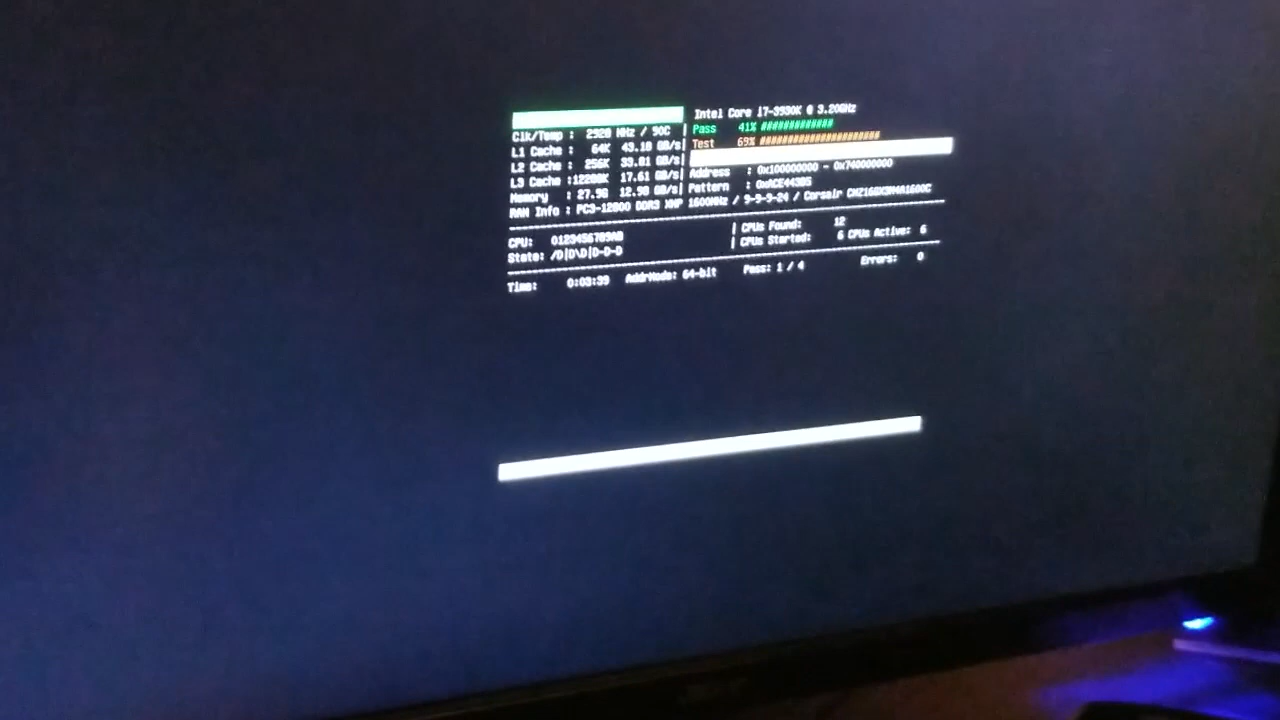 Intel Core i7-3930K @ 3.20GHz
Clk/Temp : 2920 MHz / 90C | Pass 41% ############
L1 Cache : 64K 43.18 GB/s | Test 69% ####################
L2 Cache : 256K 33.01 GB/s|
L3 Cache :12288K 17.61 GB/s| Address : 0x100000000 - 0x740000000
Memory : 27.9G 12.90 GB/s| Pattern : 0xACE44385
RAM Info : PC3-12800 DDR3 XMP 1600MHz / 9-9-9-24 / Corsair CMZ16GX3M4A1600C
CPU: 0123456789AB | CPUs Found: 12
State: /D|D\D|D-D-D | CPUs Started: 6 CPUs Active: 6
Time: 0:03:39 AddrMode: 64-bit Pass: 1 / 4 Errors: 0